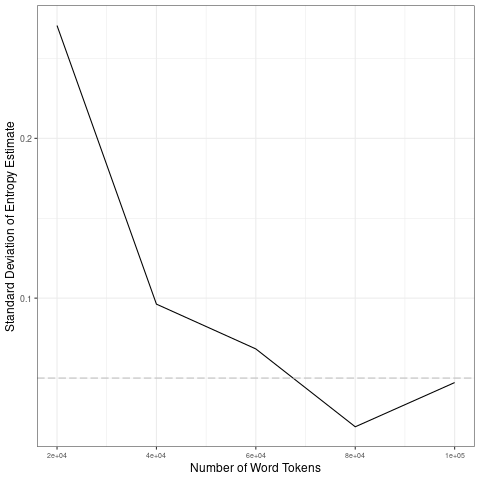 Standard Deviation of Entropy Estimate
0.2
0.1
2e+04 4e+04 6e+04 8e+04 1e+05
Number of Word Tokens